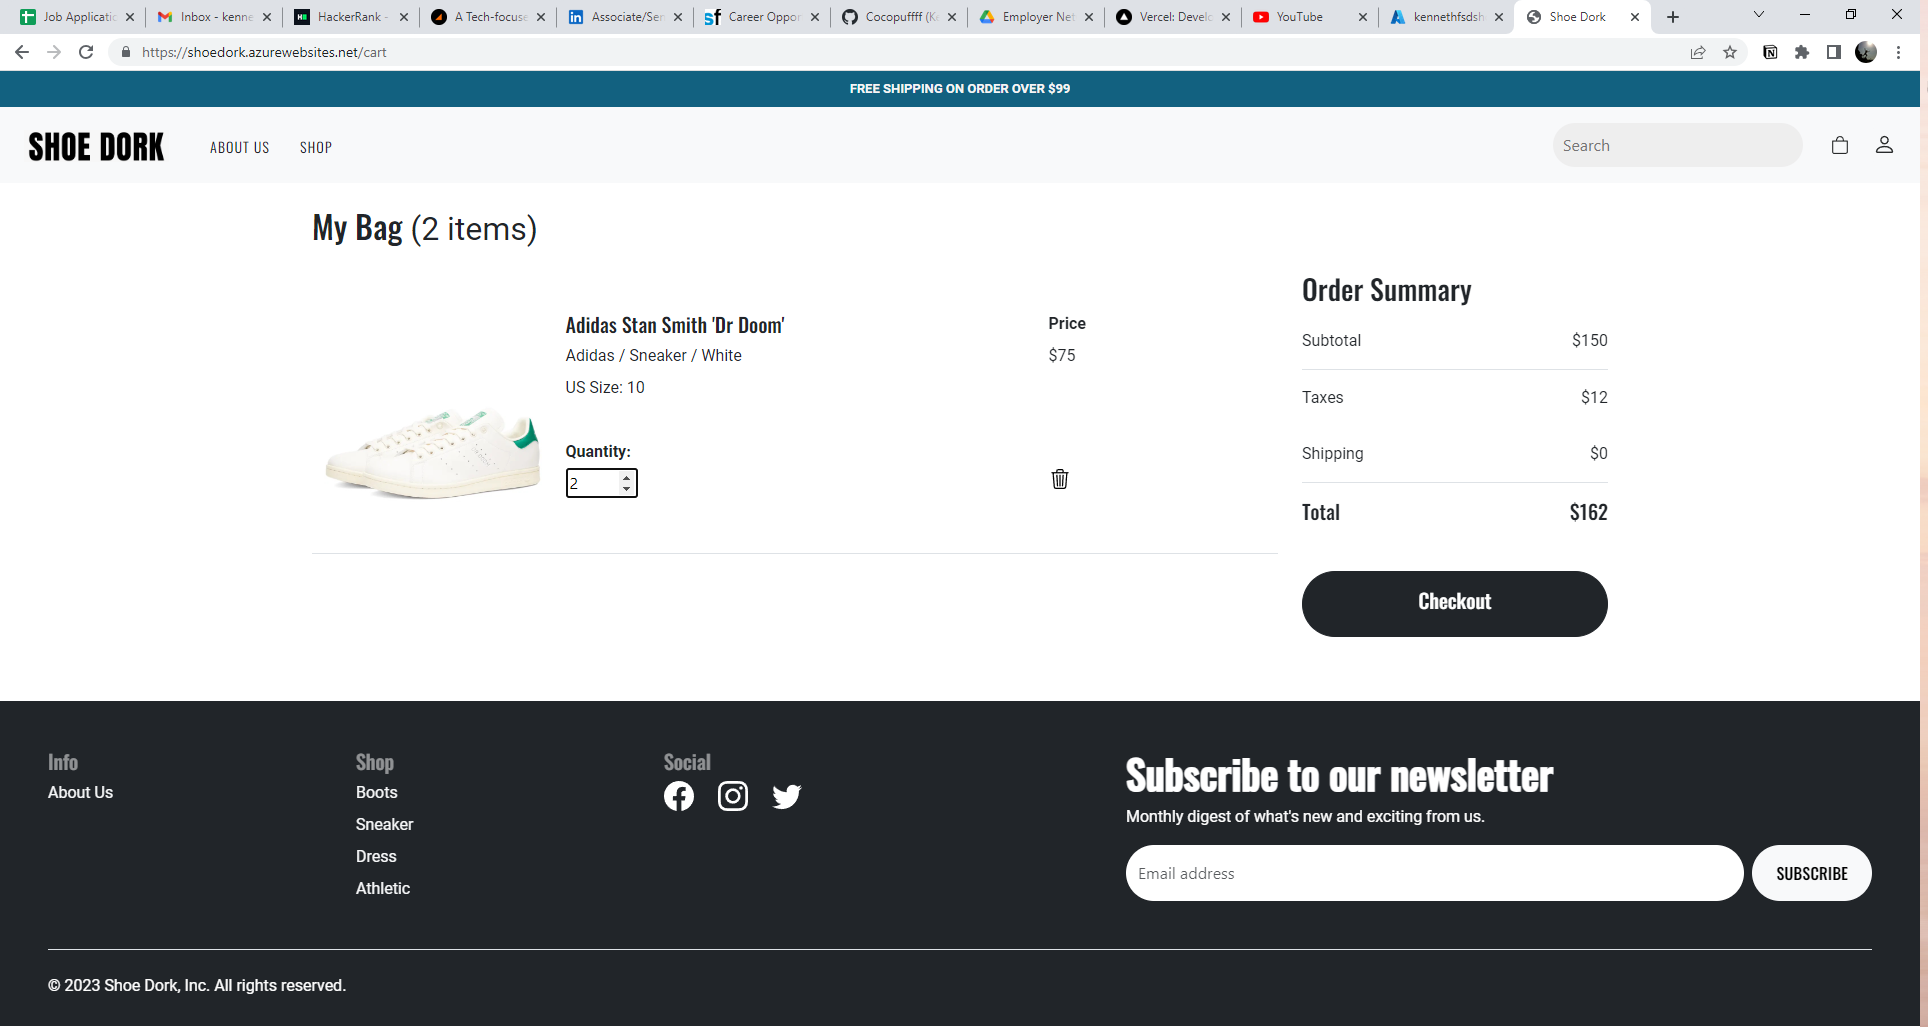 Job Applicatic
Inbox - kenne
HackerRank -
A Tech-focuse
Associate/Sen
Career Oppor
Cocopuffff (Ke
Employer Net
Vercel: Develo
YouTube
kennethfsdsh
Shoe Dork
https://shoedork.azurewebsites.net/cart
FREE SHIPPING ON ORDER OVER $99
SHOE DORK
ABOUT US
SHOP
Search
My Bag (2 items)
Adidas Stan Smith 'Dr Doom'
Adidas / Sneaker / White
US Size: 10
Quantity:
2
Price
$75
Order Summary
Subtotal $150
Taxes $12
Shipping $0
Total $162
Checkout
Info
About Us
Shop
Boots
Sneaker
Dress
Athletic
Social
Subscribe to our newsletter
Monthly digest of what's new and exciting from us.
Email address
SUBSCRIBE
© 2023 Shoe Dork, Inc. All rights reserved.